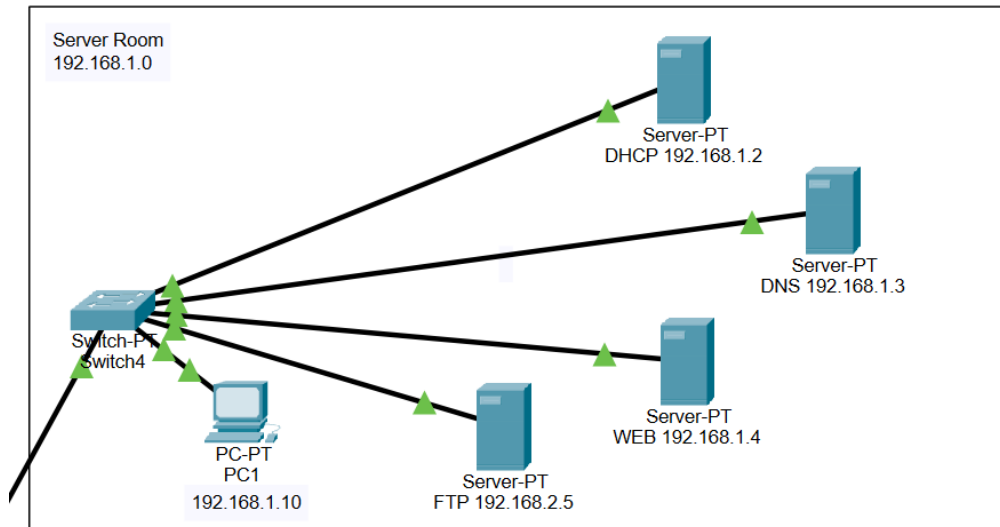 Server Room
192.168.1.0
Server-PT
DHCP 192.168.1.2
Server-PT
DNS 192.168.1.3
Switch-PT
Switch4
Server-PT
WEB 192.168.1.4
PC-PT
PC1
192.168.1.10
Server-PT
FTP 192.168.2.5